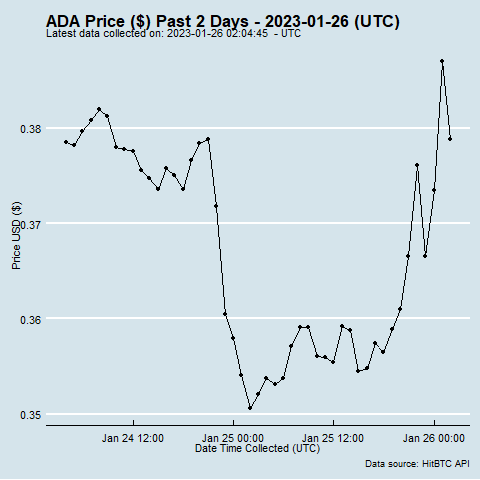 ADA Price ($) Past 2 Days - 2023-01-26 (UTC)
Latest data collected on: 2023-01-26 02:04:45 - UTC
Price USD ($)
0.38
0.37
0.36
0.35
Jan 24 12:00 Jan 25 00:00 Jan 25 12:00 Jan 26 00:00
Date Time Collected (UTC)
Data source: HitBTC API